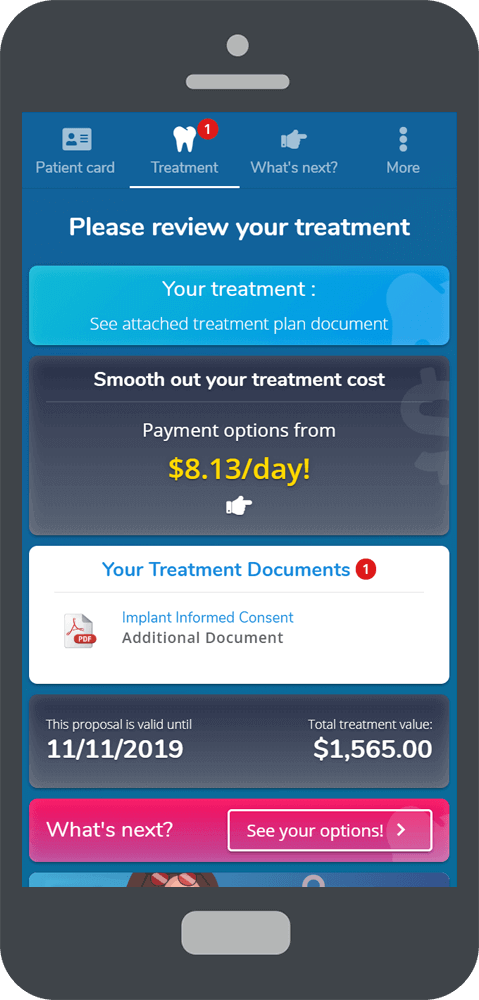 1
Patient card
Treatment
What's next?
More
Please review your treatment
Your treatment :
See attached treatment plan document
Smooth out your treatment cost
Payment options from
$8.13/day!
Your Treatment Documents 1
Implant Informed Consent
PDF
Additional Document
This proposal is valid until
Total treatment value:
11/11/2019
$1,565.00
What's next?
See your options!